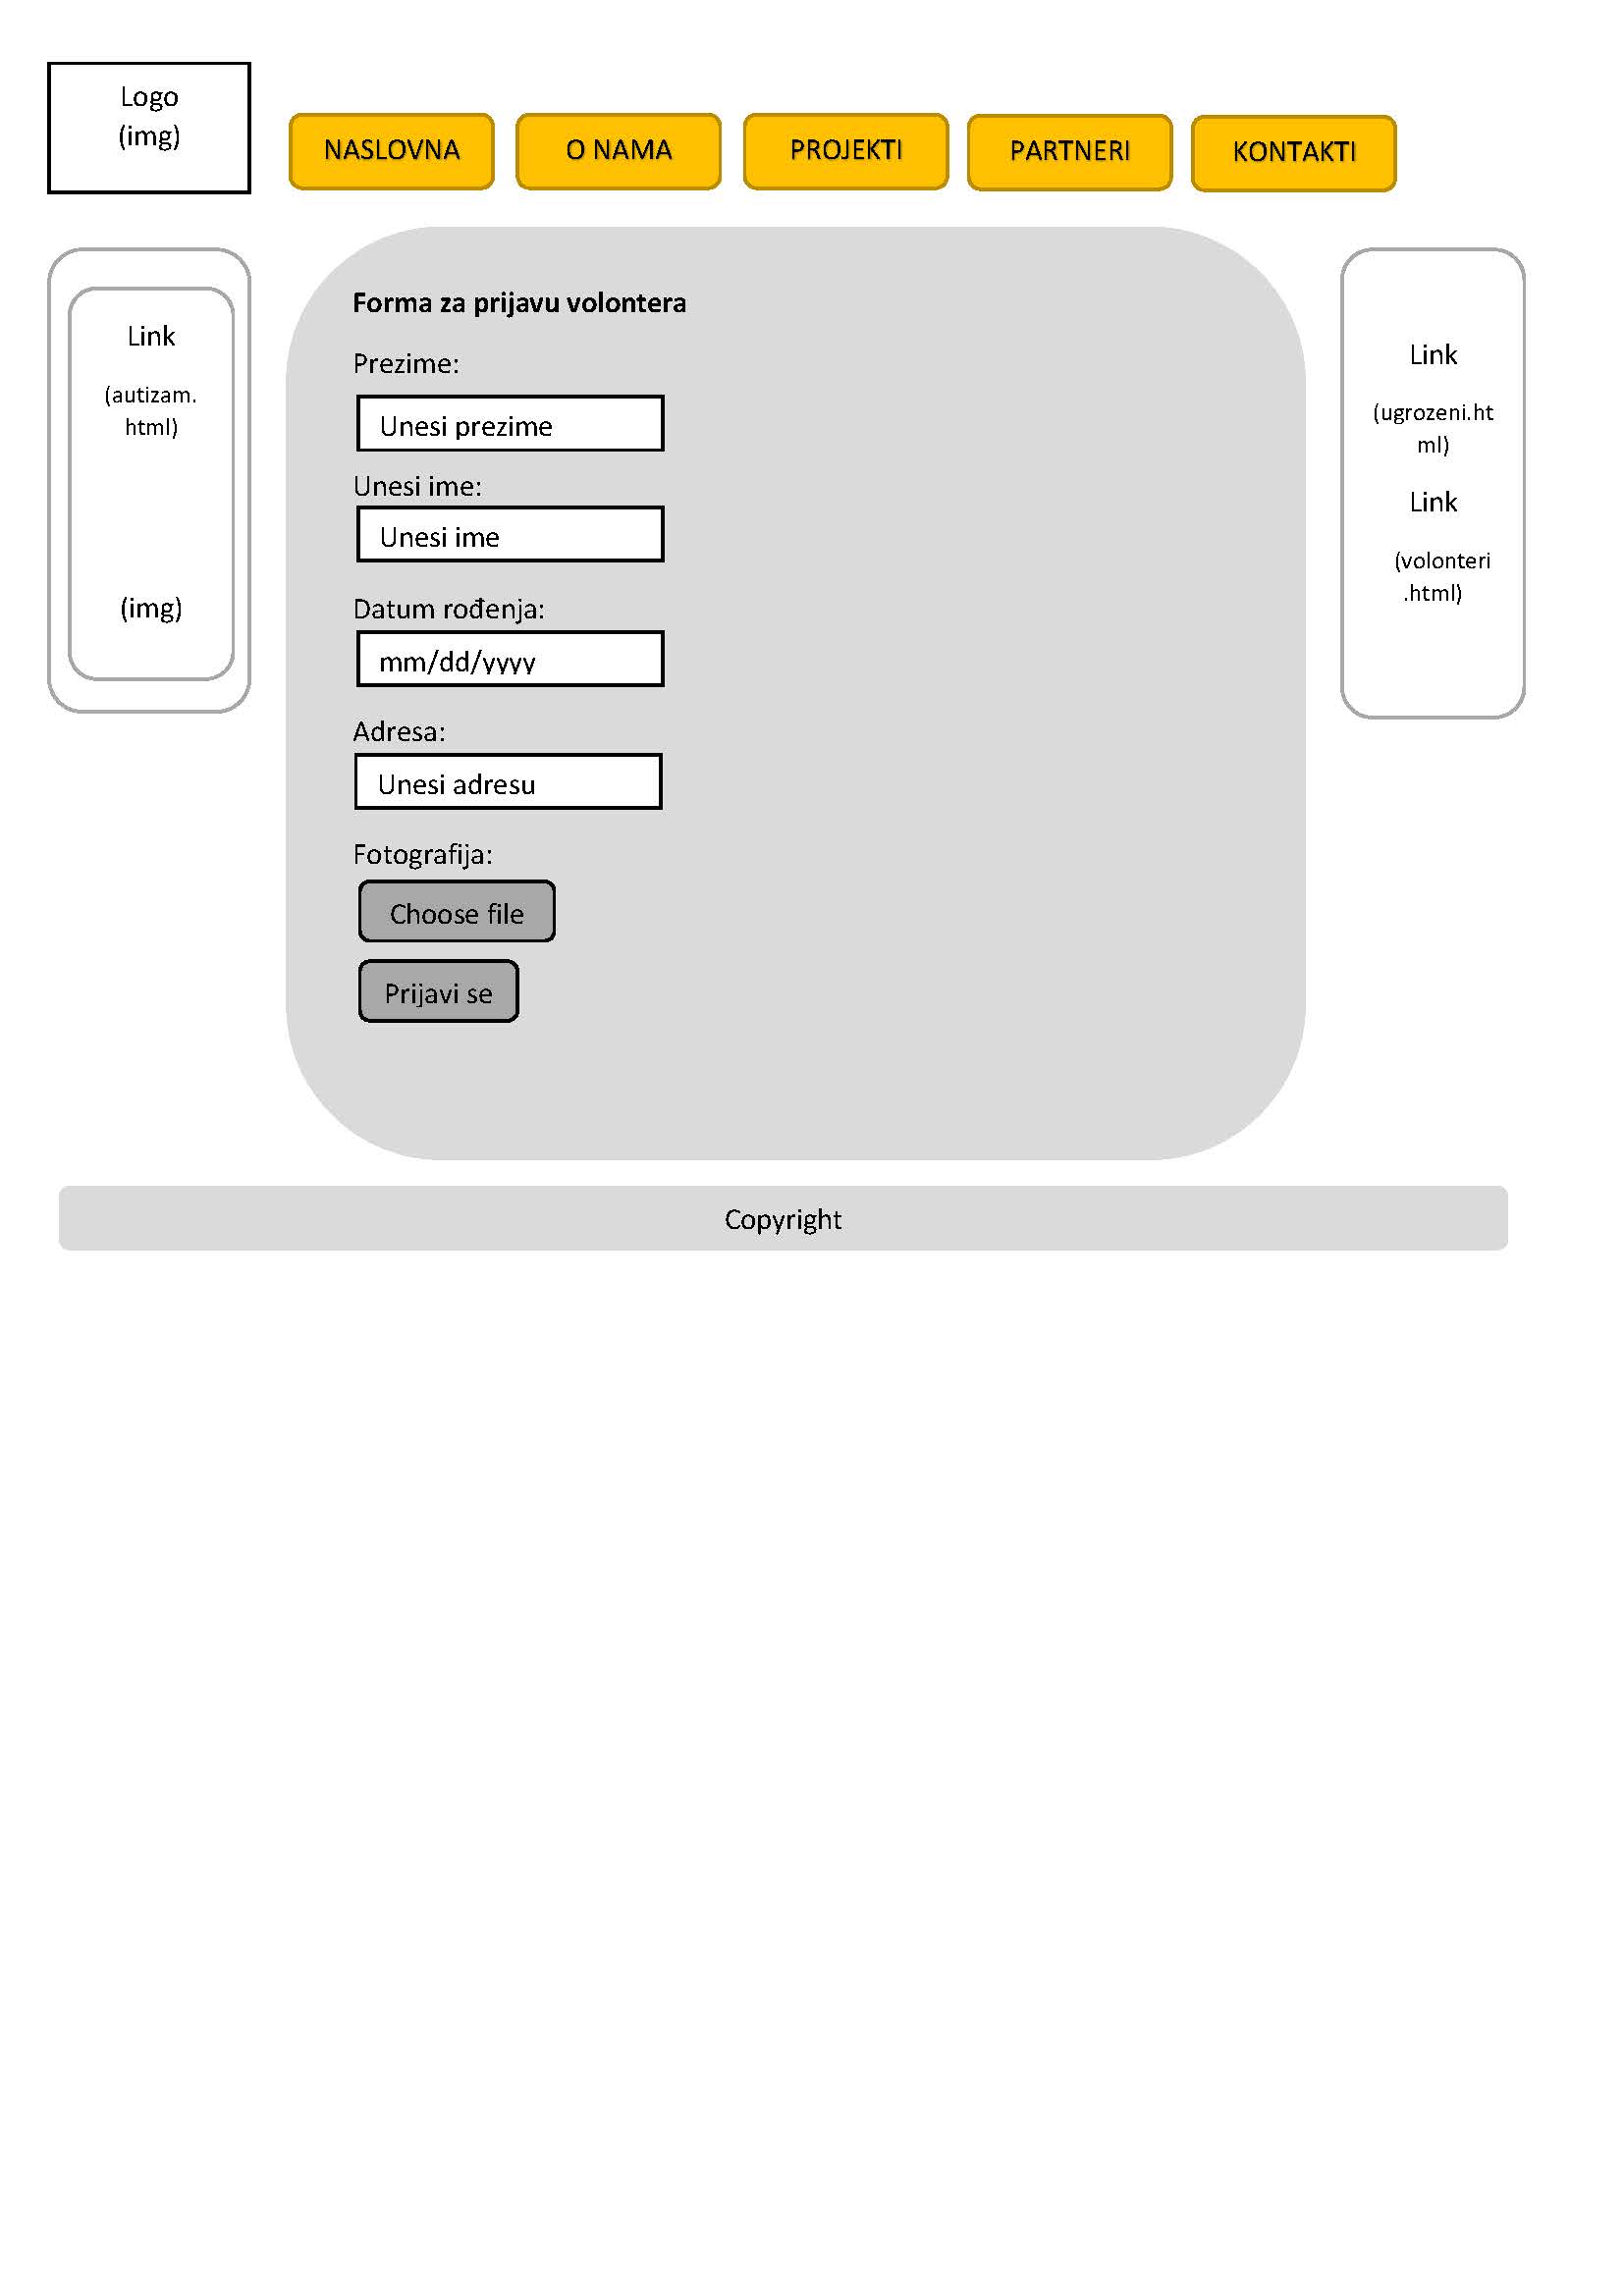 Logo
(img)
NASLOVNA
O NAMA
PROJEKTI
PARTNERI
KONTAKTI
Link
(autizam.
html)
(img)
Forma za prijavu volontera
Prezime:
Unesi prezime
Unesi ime:
Unesi ime
Datum rođenja:
mm/dd/yyyy
Adresa:
Unesi adresu
Fotografija:
Choose file
Prijavi se
Link
(ugrozeni.ht
ml)
Link
(volonteri
.html)
Copyright